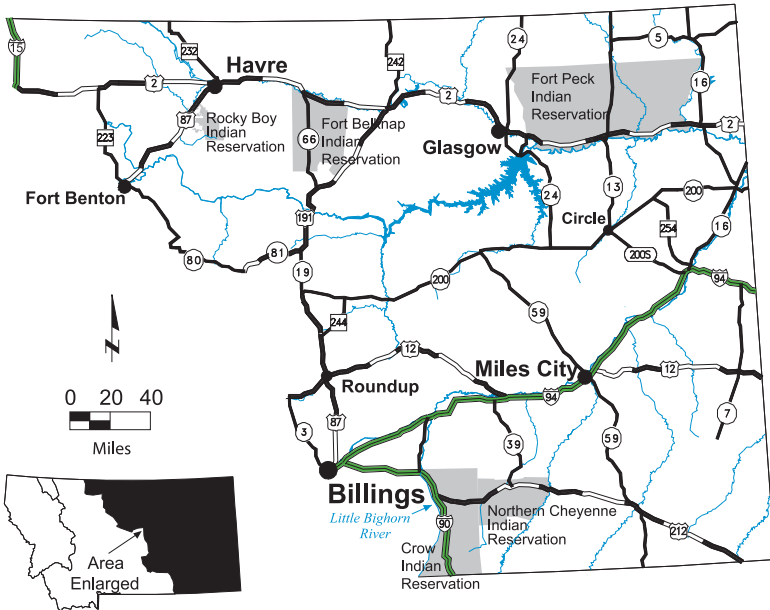 15
232
Havre
2
87
Rocky Boy
Indian
Reservation
223
Fort Benton
242
Fort Belknap
Indian
Reservation
66
2
24
5
Fort Peck
Indian
Reservation
16
2
Glasgow
24
13
Circle
200
254
16
200S
94
191
80
81
19
200
244
59
12
Roundup
Miles City
12
94
7
3
87
39
59
Billings
Little Bighorn
River
90
Northern Cheyenne
Indian
Reservation
212
Crow
Indian
Reservation
0 20 40
Miles
Area
Enlarged